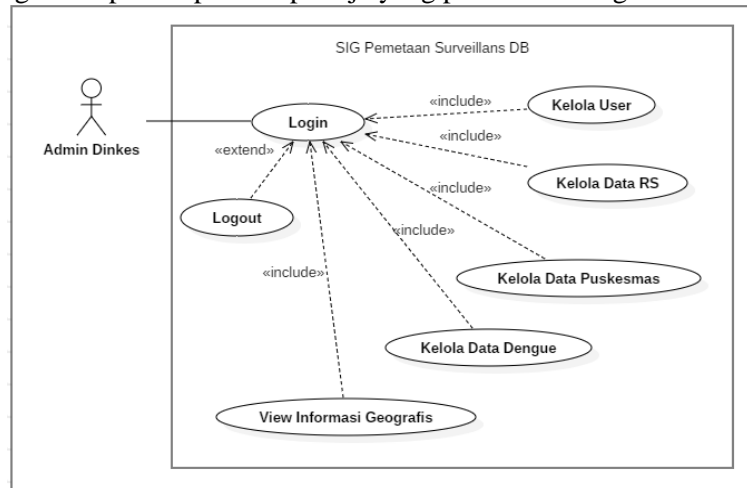 SIG Pemetaan Surveillans DB
Admin Dinkes
Login
«include»
Kelola User
«include»
Kelola Data RS
«extend»
Logout
«include»
Kelola Data Puskesmas
«include»
Kelola Data Dengue
«include»
View Informasi Geografis